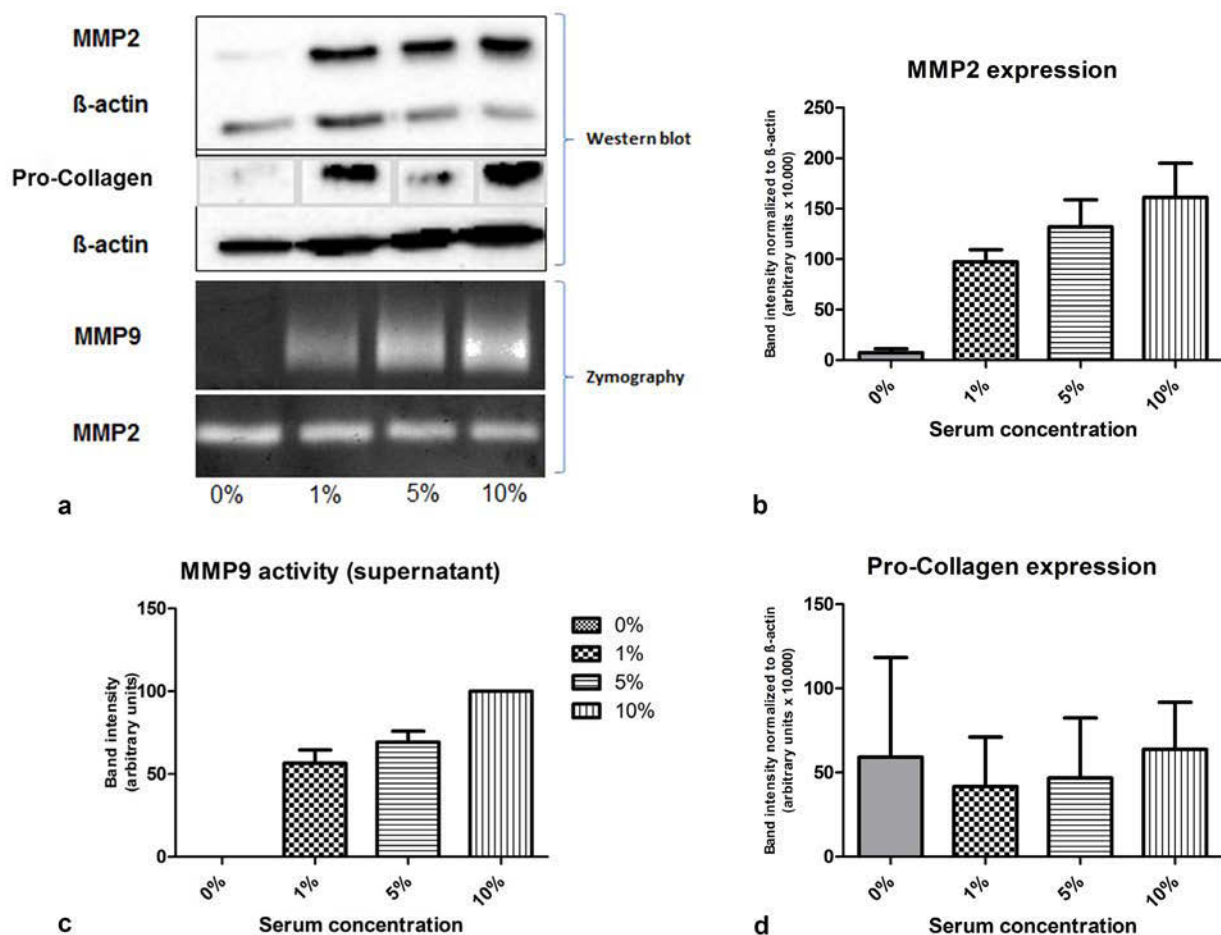 MMP2
ß-actin
Western blot
Pro-Collagen
ß-actin
MMP9
Zymography
MMP2
0% 1% 5% 10%
a
MMP2 expression
Band intensity normalized to ß-actin
(arbitrary units x 10.000)
250
200
150
100
50
0
0% 1% 5% 10%
Serum concentration
b
MMP9 activity (supernatant)
Band intensity
(arbitrary units)
150
100
50
0
0% 1% 5% 10%
Serum concentration
0%
1%
5%
10%
c
Pro-Collagen expression
Band intensity normalized to ß-actin
(arbitrary units x 10.000)
150
100
50
0
0% 1% 5% 10%
Serum concentration
d